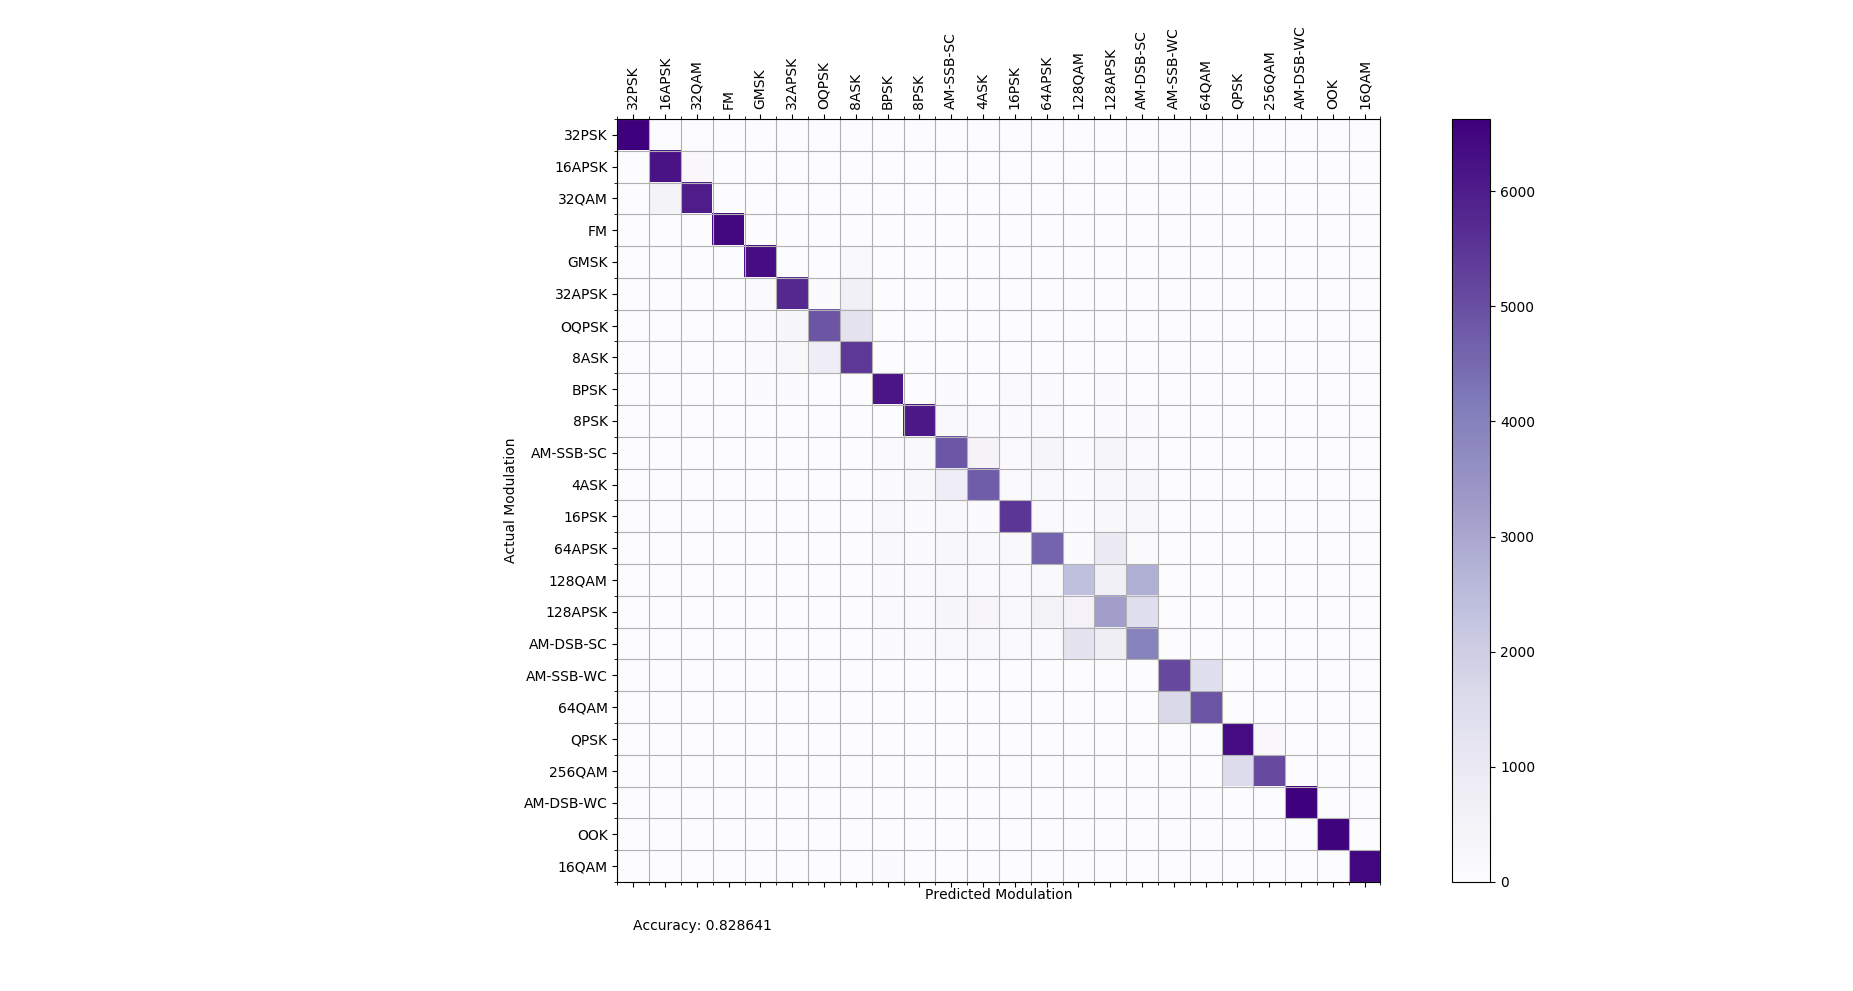 32PSK
16APSK
32QAM
FM
GMSK
32APSK
OQPSK
8ASK
BPSK
8PSK
AM-SSB-SC
4ASK
16PSK
64APSK
128QAM
128APSK
AM-DSB-SC
AM-SSB-WC
64QAM
QPSK
256QAM
AM-DSB-WC
OOK
16QAM
Actual Modulation
32PSK
16APSK
32QAM
FM
GMSK
32APSK
OQPSK
8ASK
BPSK
8PSK
AM-SSB-SC
4ASK
16PSK
64APSK
128QAM
128APSK
AM-DSB-SC
AM-SSB-WC
64QAM
QPSK
256QAM
AM-DSB-WC
OOK
16QAM
Predicted Modulation
Accuracy: 0.828641
6000
5000
4000
3000
2000
1000
0